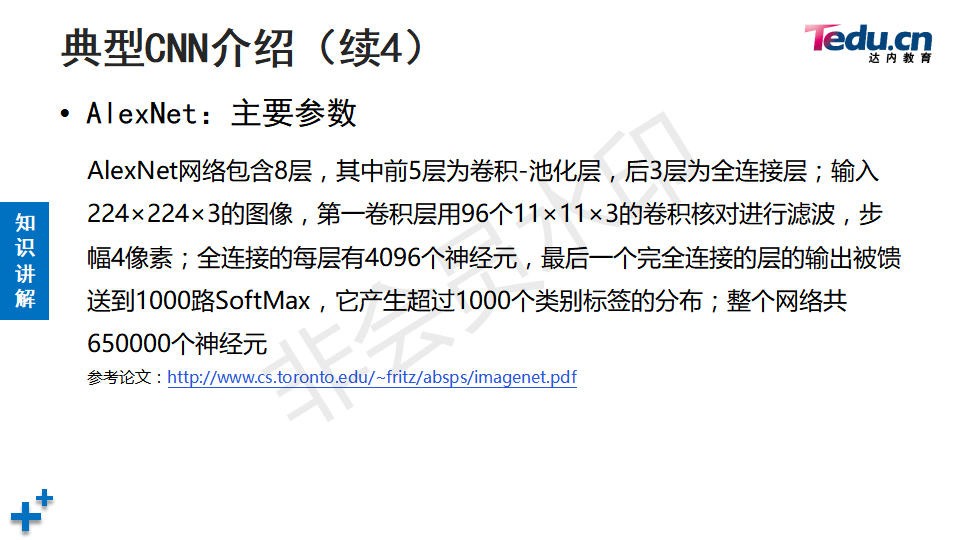 典型CNN介绍（续4）
Tedu.cn
达内教育
• AlexNet：主要参数
AlexNet网络包含8层，其中前5层为卷积-池化层，后3层为全连接层；输入
224×224×3的图像，第一卷积层用96个11×11×3的卷积核对进行滤波，步
幅4像素；全连接的每层有4096个神经元，最后一个完全连接的层的输出被馈
送到1000路SoftMax，它产生超过1000个类别标签的分布；整个网络共
650000个神经元
参考论文：http://www.cs.toronto.edu/~fritz/absps/imagenet.pdf
知识讲解
非会员水印